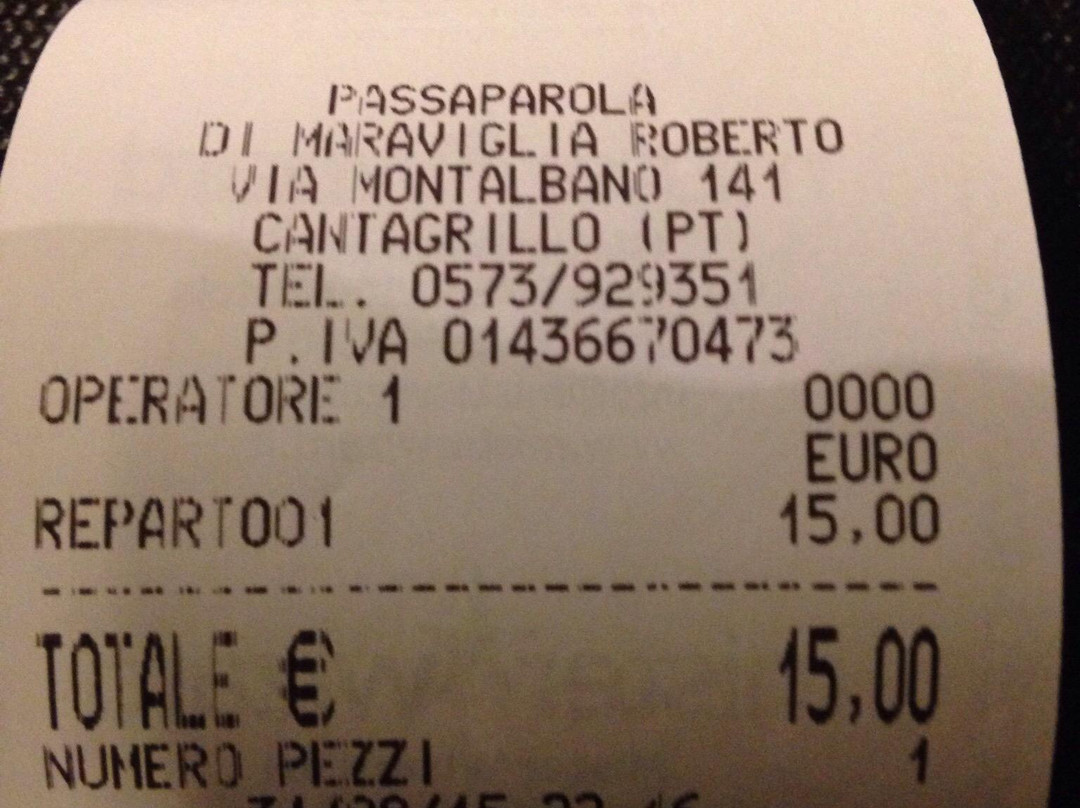 PASSAPAROLA
DI MARAVIGLIA ROBERTO
VIA MONTALBANO 141
CANTAGRILLO (PT)
TEL. 0573/929351
P.IVA 01436670473
OPERATORE 1 0000
EURO
REPARTO01 15,00
TOTALE € 15,00
NUMERO PEZZI 1